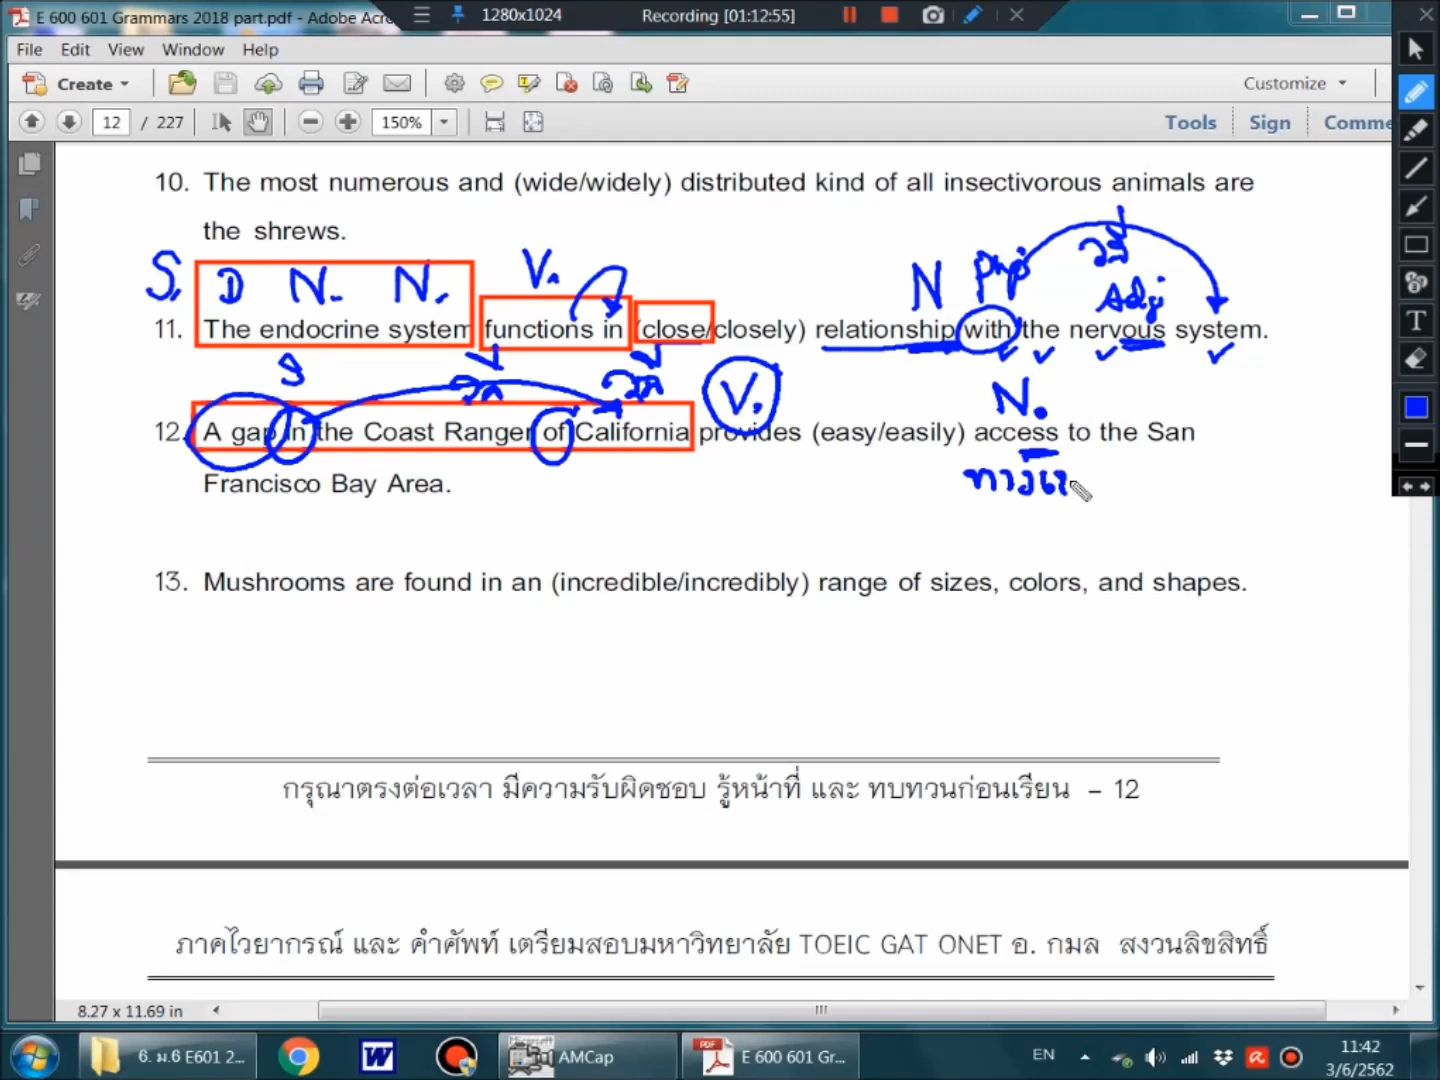 E 600 601 Grammars 2018 part.pdf - Adobe Acro
1280x1024
Recording [01:12:55]
File Edit View Window Help
Create
Customize
12 / 227
150%
Tools Sign Comme
10. The most numerous and (wide/widely) distributed kind of all insectivorous animals are
the shrews.
S. D N. N. V. N Adj
11. The endocrine system functions in (close/closely) relationship with the nervous system.
V. N.
12. A gap in the Coast Ranger of California provides (easy/easily) access to the San
Francisco Bay Area.
13. Mushrooms are found in an (incredible/incredibly) range of sizes, colors, and shapes.
กรุณาตรงต่อเวลา มีความรับผิดชอบ รู้หน้าที่ และ ทบทวนก่อนเรียน - 12
ภาคไวยากรณ์ และ คำศัพท์ เตรียมสอบมหาวิทยาลัย TOEIC GAT ONET อ. กมล สงวนลิขสิทธิ์
8.27 x 11.69 in
6. ม.6 E601 2...
AMCap
E 600 601 Gr...
EN
11:42
3/6/2562